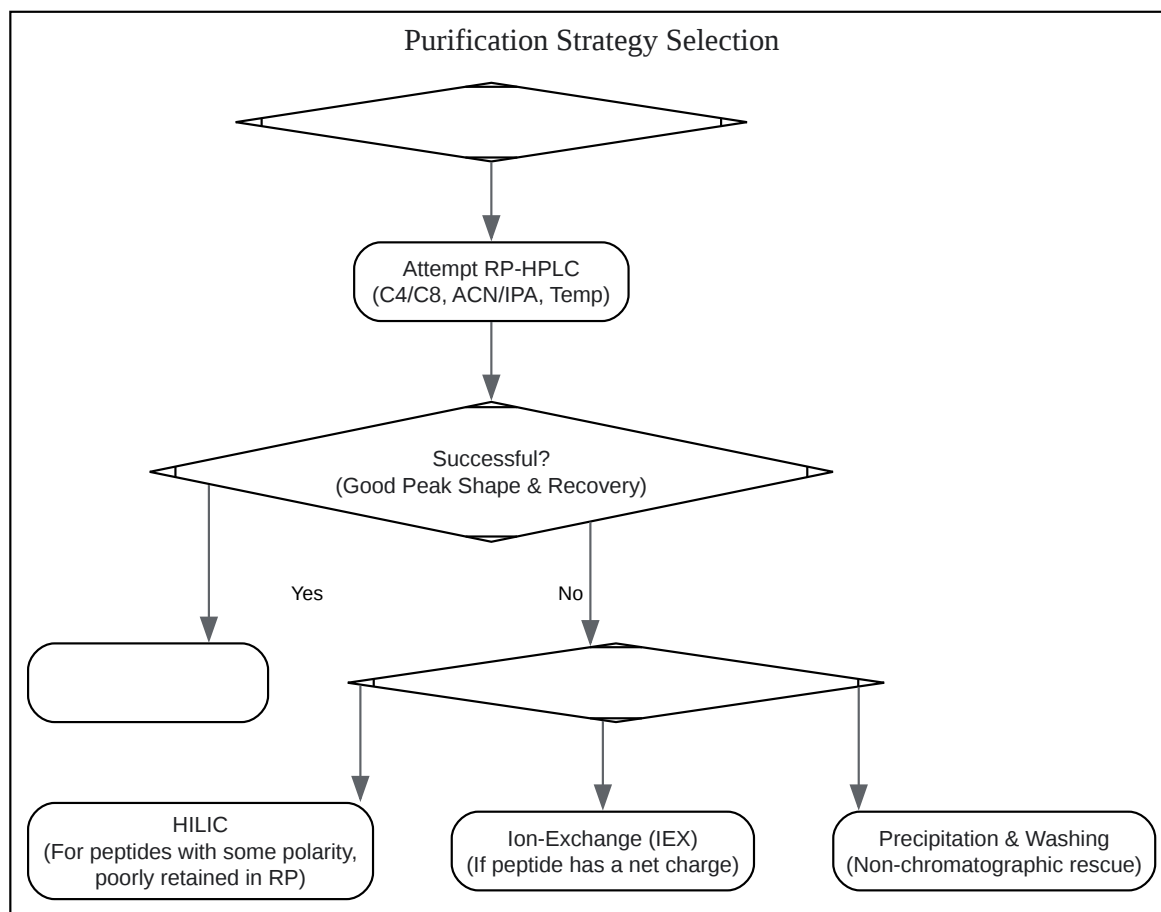 Purification Strategy Selection
Attempt RP-HPLC
(C4/C8, ACN/IPA, Temp)
Successful?
(Good Peak Shape & Recovery)
Yes
No
HILIC
(For peptides with some polarity,
poorly retained in RP)
Ion-Exchange (IEX)
(If peptide has a net charge)
Precipitation & Washing
(Non-chromatographic rescue)